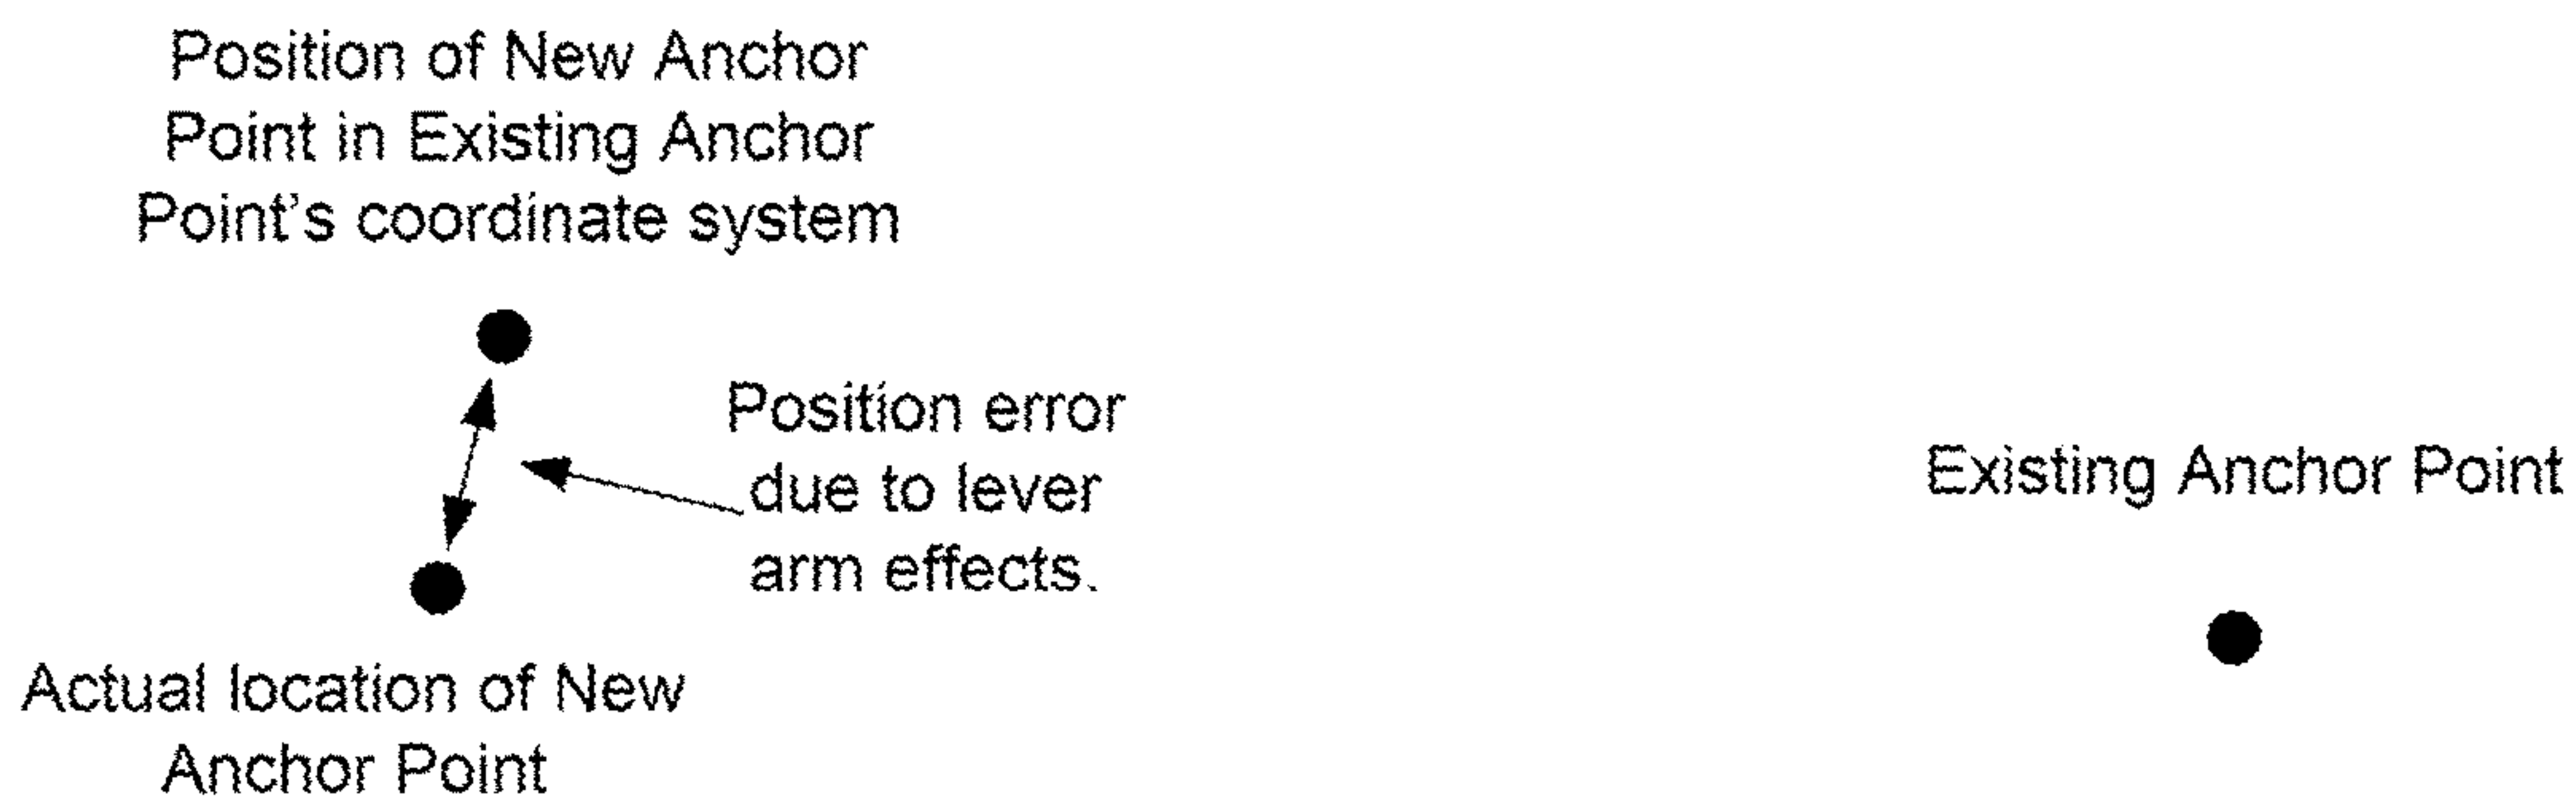 Position of New Anchor
Point in Existing Anchor
Point's coordinate system
Position error
due to lever
arm effects.
Existing Anchor Point
Actual location of New
Anchor Point